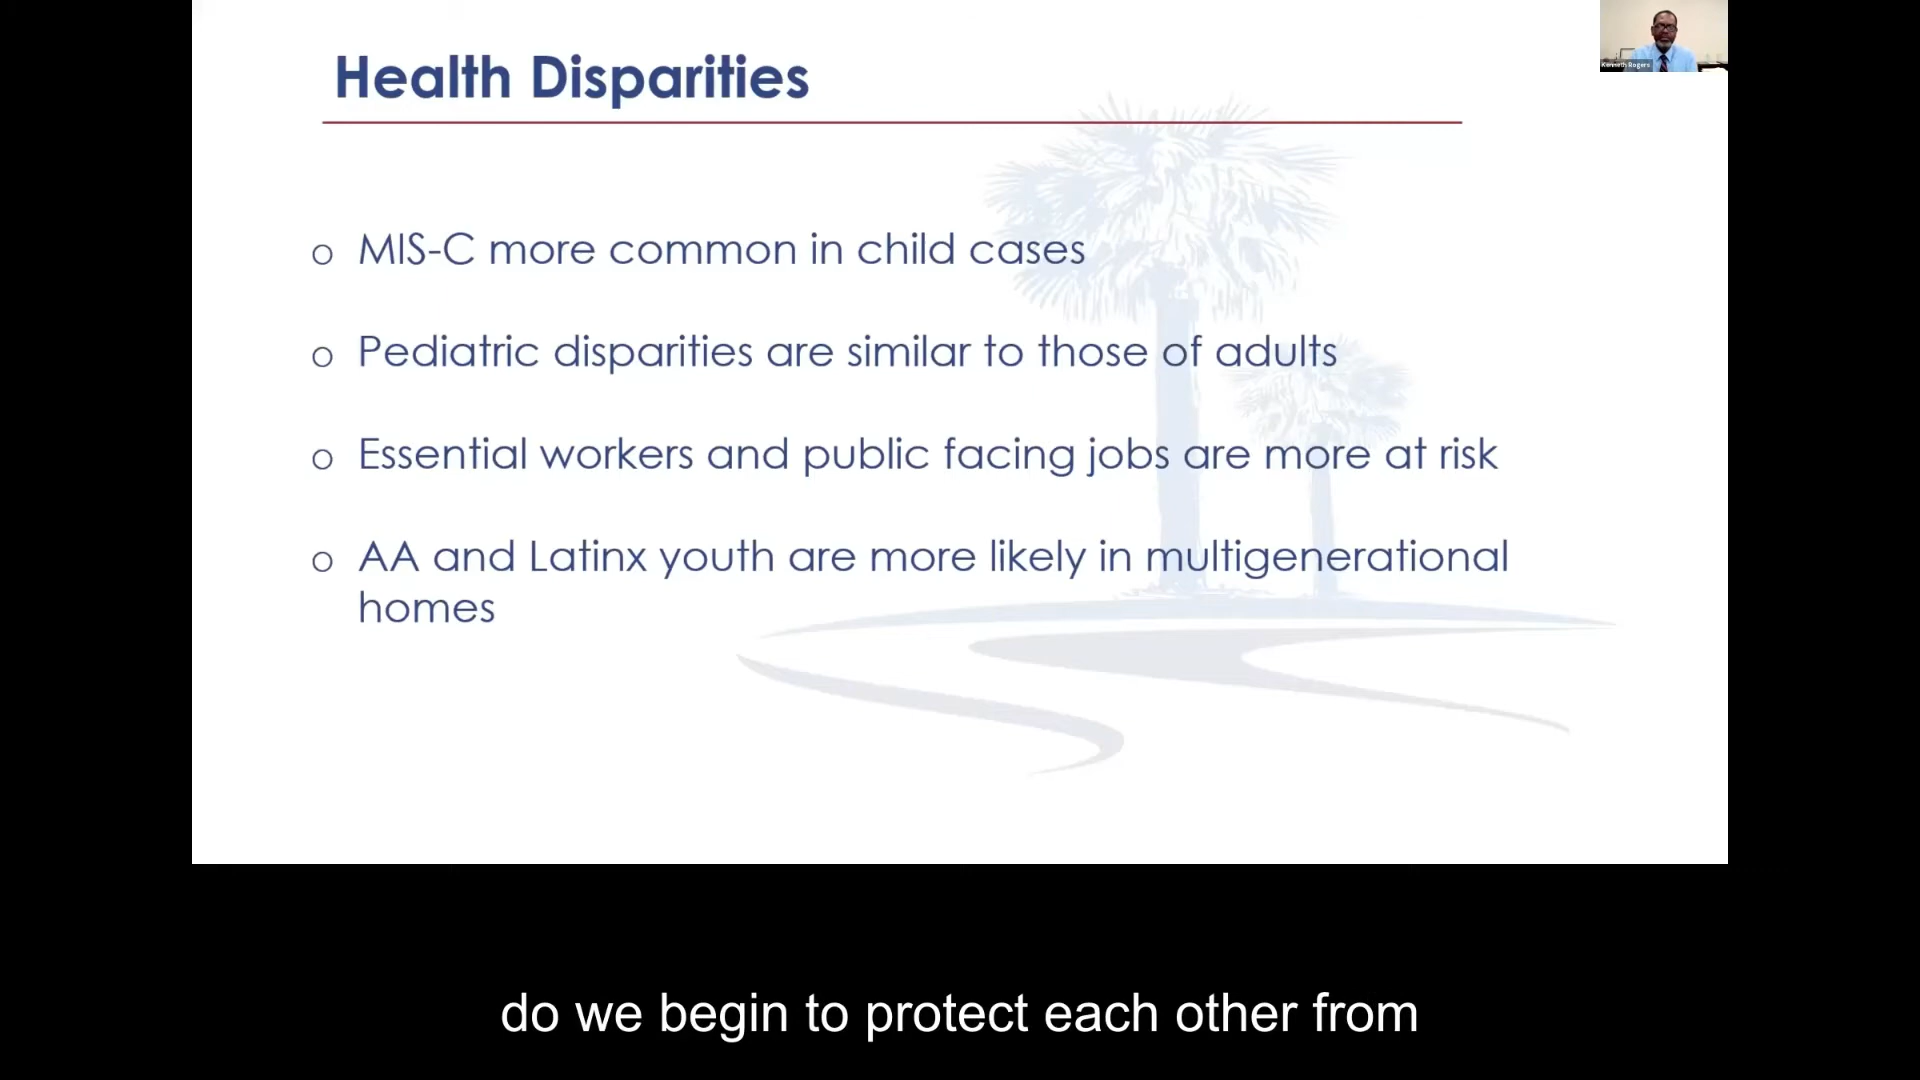 Health Disparities
Kenneth Rogers
o MIS-C more common in child cases
o Pediatric disparities are similar to those of adults
o Essential workers and public facing jobs are more at risk
o AA and Latinx youth are more likely in multigenerational
homes
do we begin to protect each other from